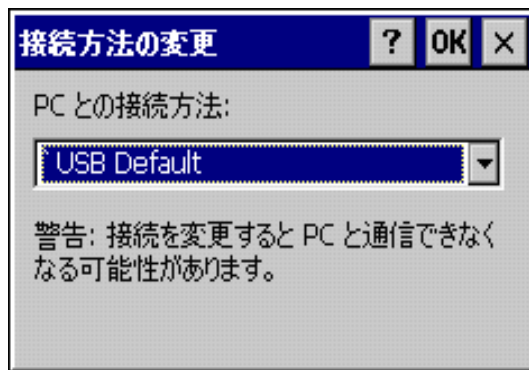 接続方法の変更 ? OK ×
PC との接続方法:
USB Default
警告: 接続を変更すると PC と通信できなく
なる可能性があります。